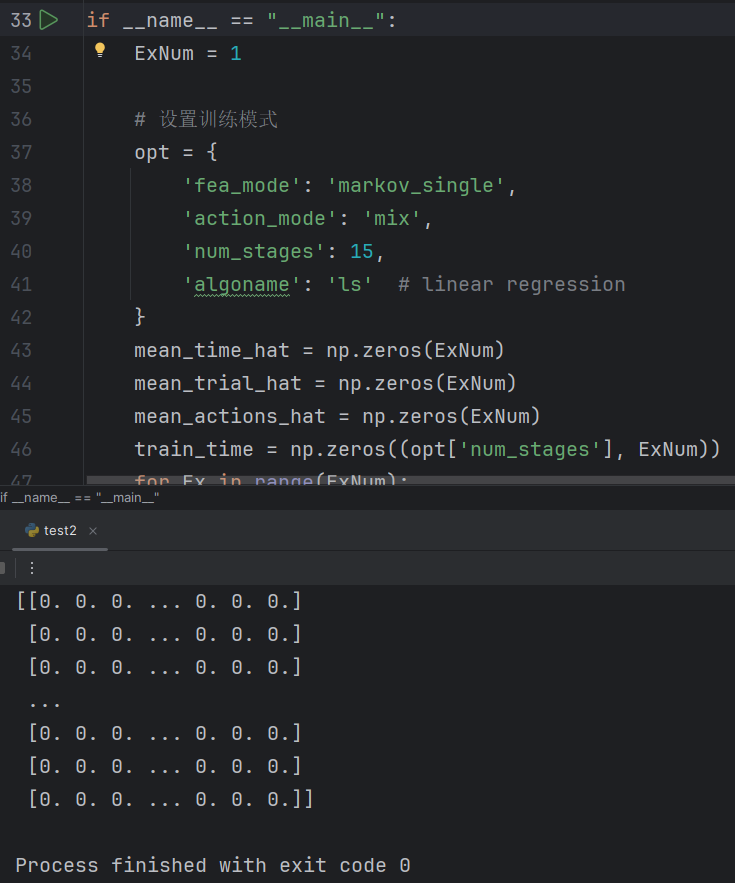 33 if __name__ == "__main__":
34 ExNum = 1
35
36 # 设置训练模式
37 opt = {
38 'fea_mode': 'markov_single',
39 'action_mode': 'mix',
40 'num_stages': 15,
41 'algoname': 'ls'  # linear regression
42 }
43 mean_time_hat = np.zeros(ExNum)
44 mean_trial_hat = np.zeros(ExNum)
45 mean_actions_hat = np.zeros(ExNum)
46 train_time = np.zeros((opt['num_stages'], ExNum))
47 for Ex in range(ExNum):
if __name__ == "__main__"
test2 ×
[[0. 0. 0. ... 0. 0. 0.]
[0. 0. 0. ... 0. 0. 0.]
[0. 0. 0. ... 0. 0. 0.]
...
[0. 0. 0. ... 0. 0. 0.]
[0. 0. 0. ... 0. 0. 0.]
[0. 0. 0. ... 0. 0. 0.]]
Process finished with exit code 0